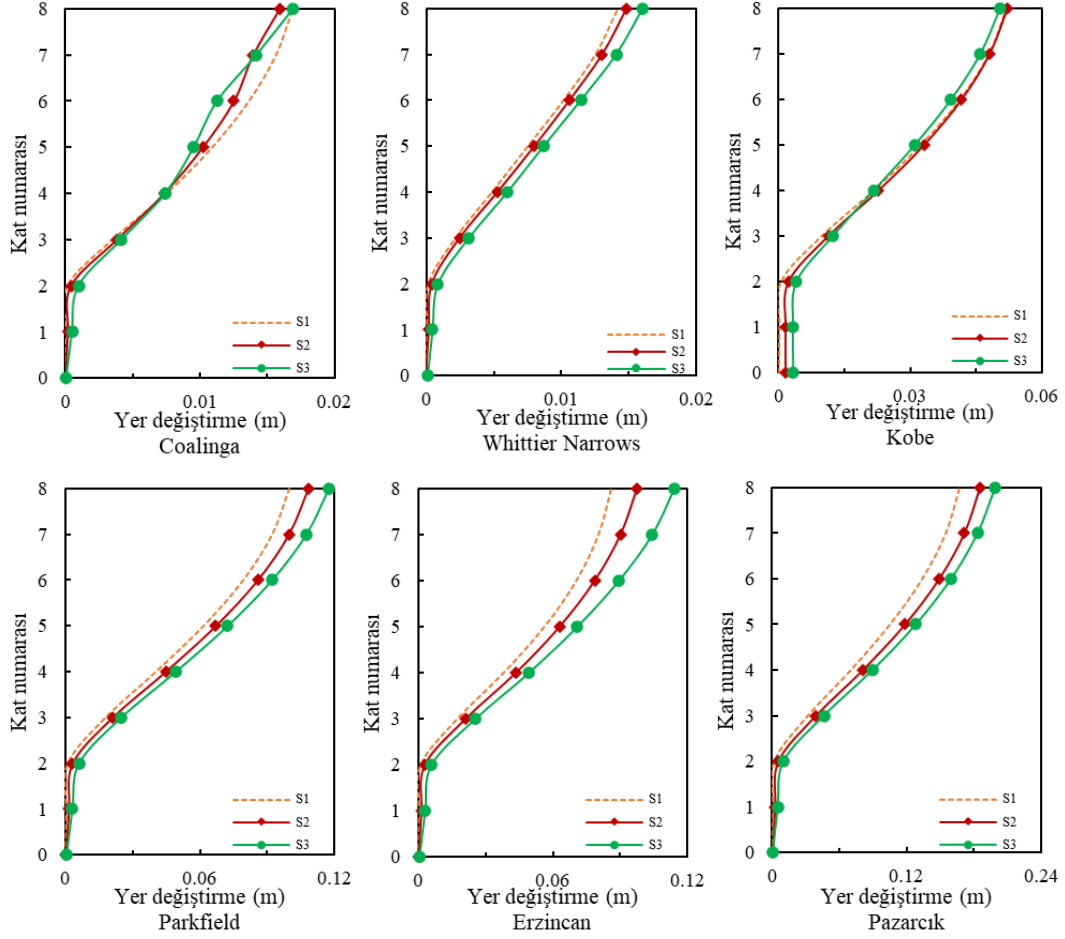 Kat numarası
8
7
6
5
4
3
2
1
0
S1
S2
S3
0
0.01
0.02
Yer değiştirme (m)
Coalinga
Kat numarası
8
7
6
5
4
3
2
1
0
S1
S2
S3
0
0.01
0.02
Yer değiştirme (m)
Whittier Narrows
Kat numarası
8
7
6
5
4
3
2
1
0
S1
S2
S3
0
0.03
0.06
Yer değiştirme (m)
Kobe
Kat numarası
8
7
6
5
4
3
2
1
0
S1
S2
S3
0
0.06
0.12
Yer değiştirme (m)
Parkfield
Kat numarası
8
7
6
5
4
3
2
1
0
S1
S2
S3
0
0.06
0.12
Yer değiştirme (m)
Erzincan
Kat numarası
8
7
6
5
4
3
2
1
0
S1
S2
S3
0
0.12
0.24
Yer değiştirme (m)
Pazarcık